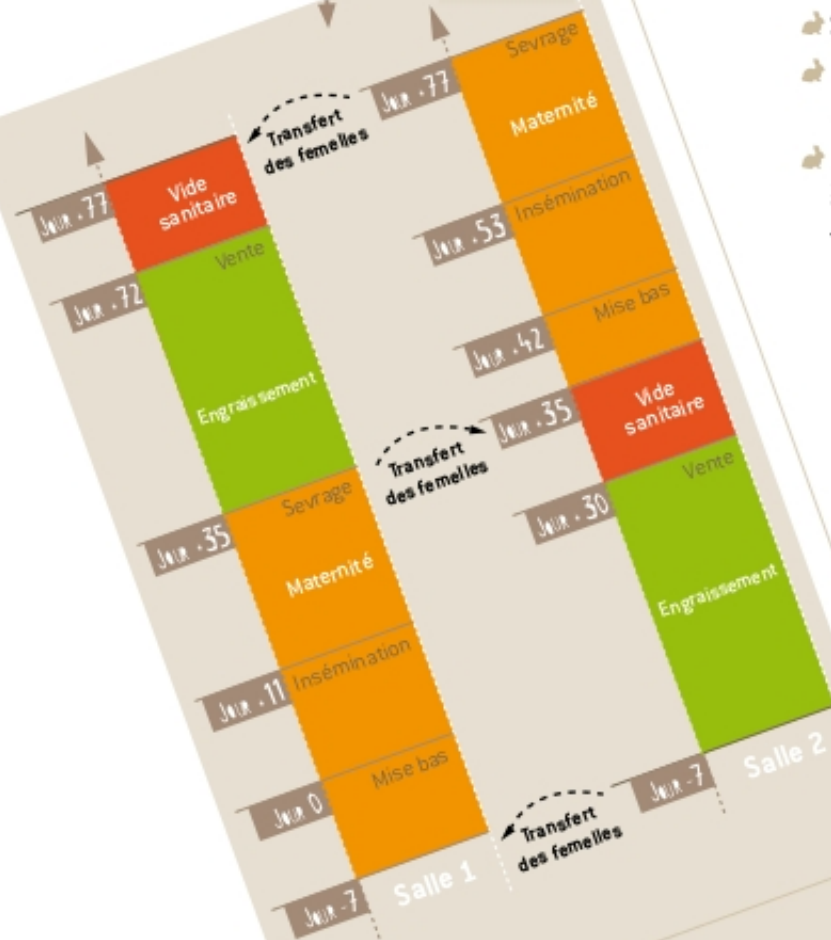 Sevrage
Jour +77
Maternité
Transfert
des femelles
Vide
sanitaire
Jour +77
Insémination
Jour +53
Vente
Jour +72
Mise bas
Jour +42
Engraissement
Vide
sanitaire
Jour +35
Transfert
des femelles
Vente
Sevrage
Jour +30
Jour +35
Maternité
Engraissement
Insémination
Jour +11
Mise bas
Jour 0
Salle 2
Jour -7
Transfert
des femelles
Salle 1
Jour -7